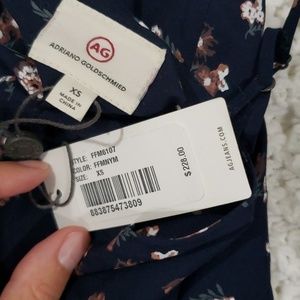 AG
ADRIANO GOLDSCHMIED
XS
MADE IN
CHINA
STYLE: FFM6107
COLOR: FFMNYM
SIZE: XS
$228.00
883875473809
AGJEANS.COM